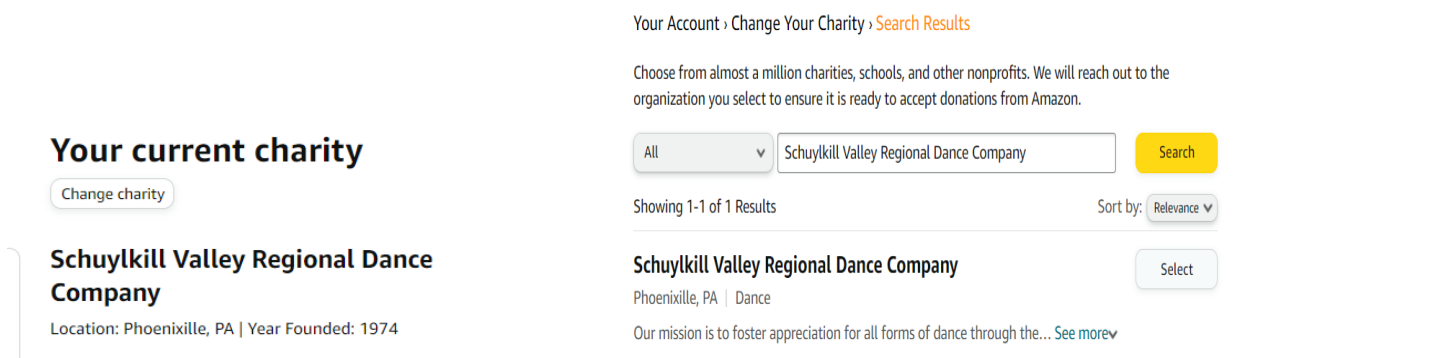 Your current charity
Change charity
Schuylkill Valley Regional Dance
Company
Location: Phoenixville, PA | Year Founded: 1974
Your Account › Change Your Charity › Search Results
Choose from almost a million charities, schools, and other nonprofits. We will reach out to the
organization you select to ensure it is ready to accept donations from Amazon.
All
Schuylkill Valley Regional Dance Company
Search
Showing 1-1 of 1 Results
Sort by: Relevance
Schuylkill Valley Regional Dance Company
Select
Phoenixille, PA | Dance
Our mission is to foster appreciation for all forms of dance through the... See more